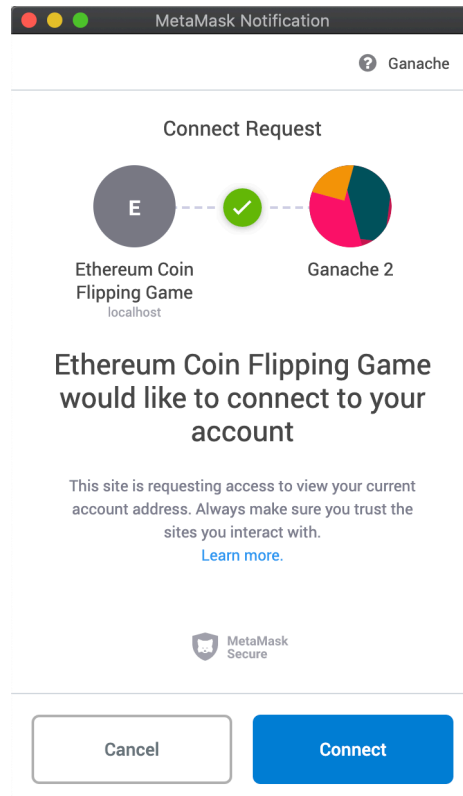 MetaMask Notification
Ganache
Connect Request
E
Ethereum Coin
Flipping Game
localhost
Ganache 2
Ethereum Coin Flipping Game
would like to connect to your
account
This site is requesting access to view your current
account address. Always make sure you trust the
sites you interact with.
Learn more.
MetaMask
Secure
Cancel
Connect